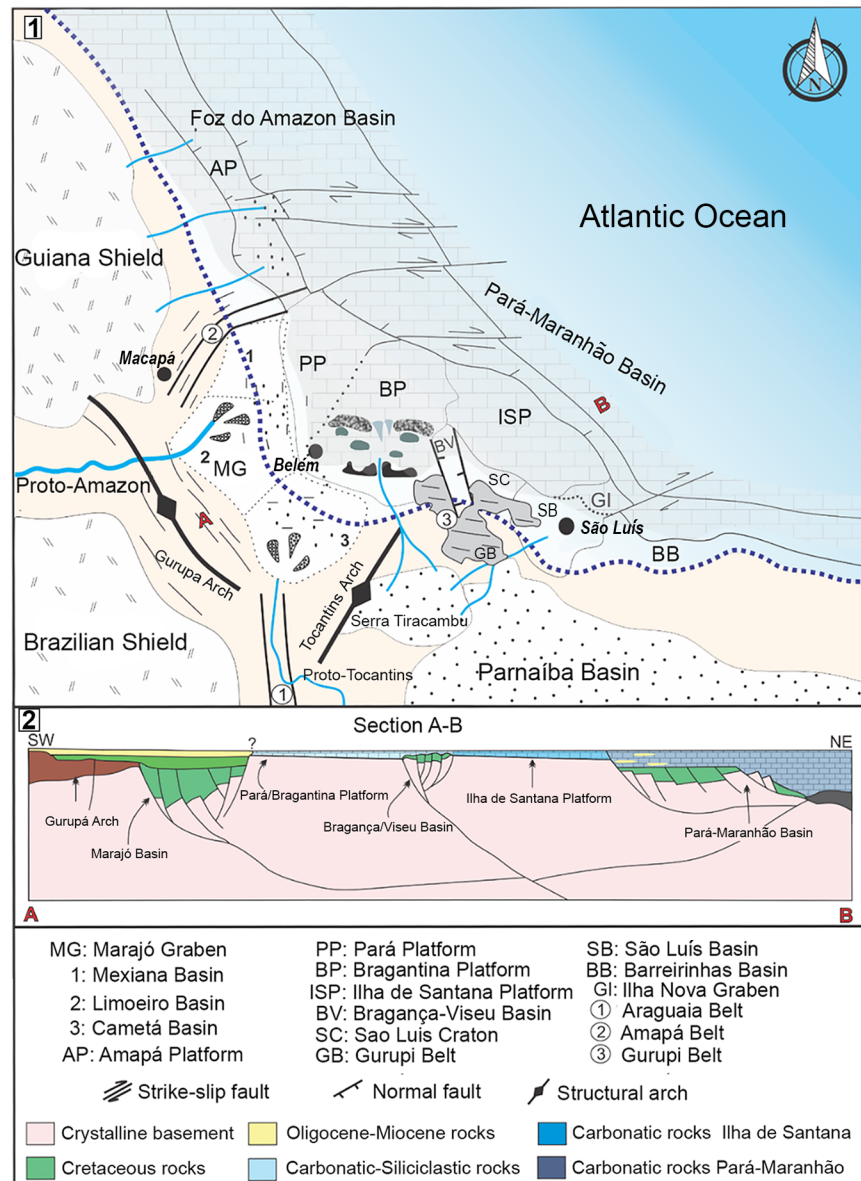 1
Foz do Amazon Basin
AP
N
Atlantic Ocean
Guiana Shield
Pará-Maranhão Basin
2
Macapá
1
PP
BP
B
ISP
BV
2
MG
Belém
SC
GI
Proto-Amazon
A
3
SB
São Luís
3
GB
BB
Gurupa Arch
Tocantins Arch
Serra Tiracambu
Brazilian Shield
Proto-Tocantins
Parnaíba Basin
1
2
Section A-B
SW
?
NE
Gurupá Arch
Pará/Bragantina Platform
Ilha de Santana Platform
Marajó Basin
Bragança/Viseu Basin
Pará-Maranhão Basin
A
B
MG: Marajó Graben
1: Mexiana Basin
2: Limoeiro Basin
3: Cametá Basin
AP: Amapá Platform
PP: Pará Platform
BP: Bragantina Platform
ISP: Ilha de Santana Platform
BV: Bragança-Viseu Basin
SC: Sao Luis Craton
GB: Gurupi Belt
SB: São Luís Basin
BB: Barreirinhas Basin
GI: Ilha Nova Graben
1 Araguaia Belt
2 Amapá Belt
3 Gurupi Belt
Strike-slip fault
Normal fault
Structural arch
Crystalline basement
Oligocene-Miocene rocks
Carbonatic rocks Ilha de Santana
Cretaceous rocks
Carbonatic-Siliciclastic rocks
Carbonatic rocks Pará-Maranhão